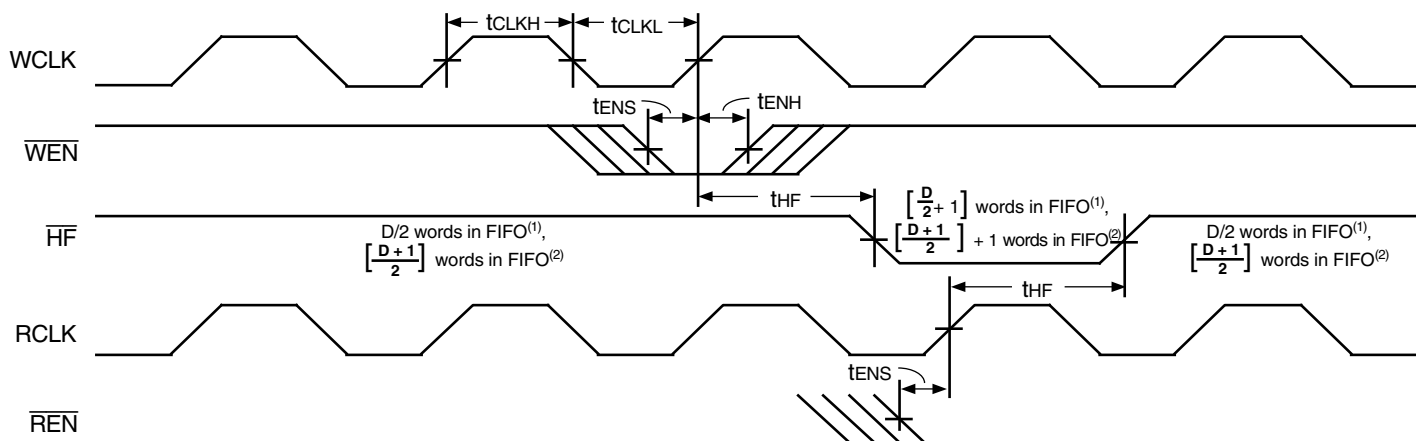 tCLKH tCLKL
WCLK
tENS tENH
WEN
tHF
HF
D/2 words in FIFO(1),
[D + 1 / 2] words in FIFO(2)
[D/2 + 1] words in FIFO(1),
[D + 1 / 2] + 1 words in FIFO(2)
D/2 words in FIFO(1),
[D + 1 / 2] words in FIFO(2)
tHF
RCLK
tENS
REN